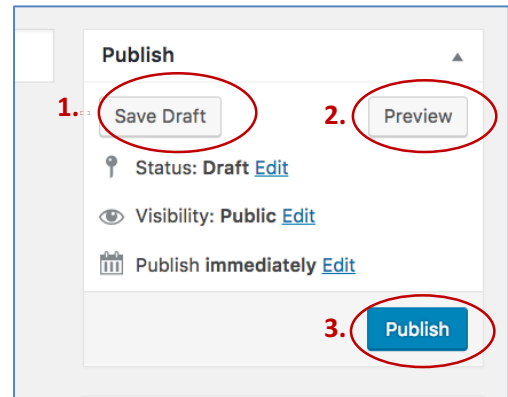 Publish
1. Save Draft 2. Preview
Status: Draft Edit
Visibility: Public Edit
Publish immediately Edit
3. Publish